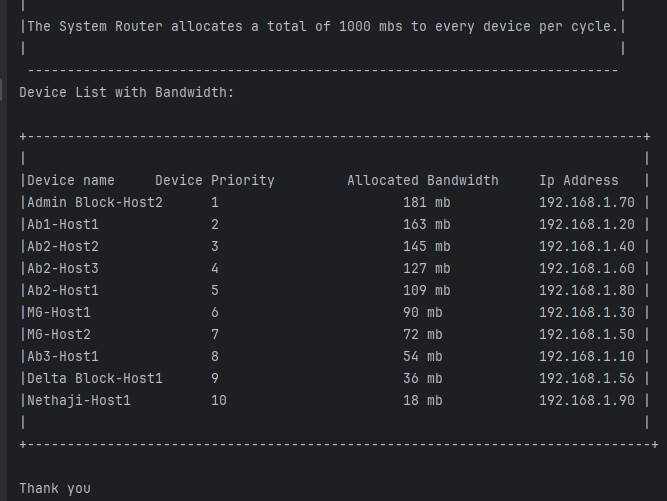 |The System Router allocates a total of 1000 mbs to every device per cycle.|
Device List with Bandwidth:
|Device name     Device Priority         Allocated Bandwidth     Ip Address   |
|Admin Block-Host2      1                       181 mb           192.168.1.70 |
|Ab1-Host1              2                       163 mb           192.168.1.20 |
|Ab2-Host2              3                       145 mb           192.168.1.40 |
|Ab2-Host3              4                       127 mb           192.168.1.60 |
|Ab2-Host1              5                       109 mb           192.168.1.80 |
|MG-Host1               6                       90 mb            192.168.1.30 |
|MG-Host2               7                       72 mb            192.168.1.50 |
|Ab3-Host1              8                       54 mb            192.168.1.10 |
|Delta Block-Host1      9                       36 mb            192.168.1.56 |
|Nethaji-Host1          10                      18 mb            192.168.1.90 |
Thank you